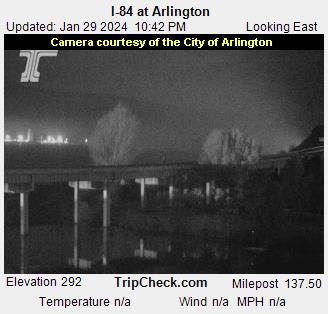 I-84 at Arlington
Updated: Jan 29 2024 10:42 PM Looking East
Camera courtesy of the City of Arlington
Elevation 292 TripCheck.com Milepost 137.50
Temperature n/a Wind n/a MPH n/a